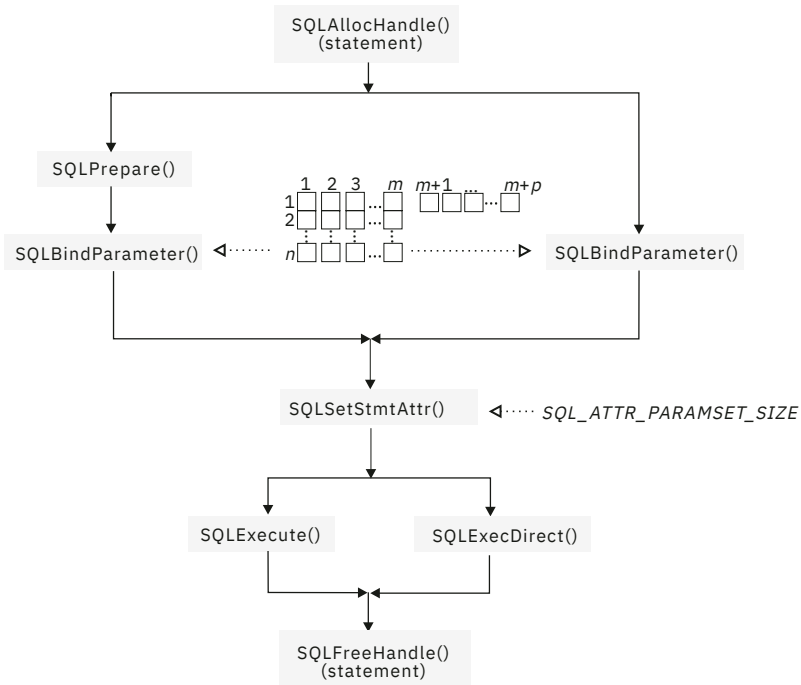 SQLAllocHandle()
(statement)
SQLPrepare()
1 2 3 m m+1 ... m+p
1 ... ...
2 ...
n ...
SQLBindParameter()
SQLBindParameter()
SQLSetStmtAttr()
SQL_ATTR_PARAMSET_SIZE
SQLExecute()
SQLExecDirect()
SQLFreeHandle()
(statement)